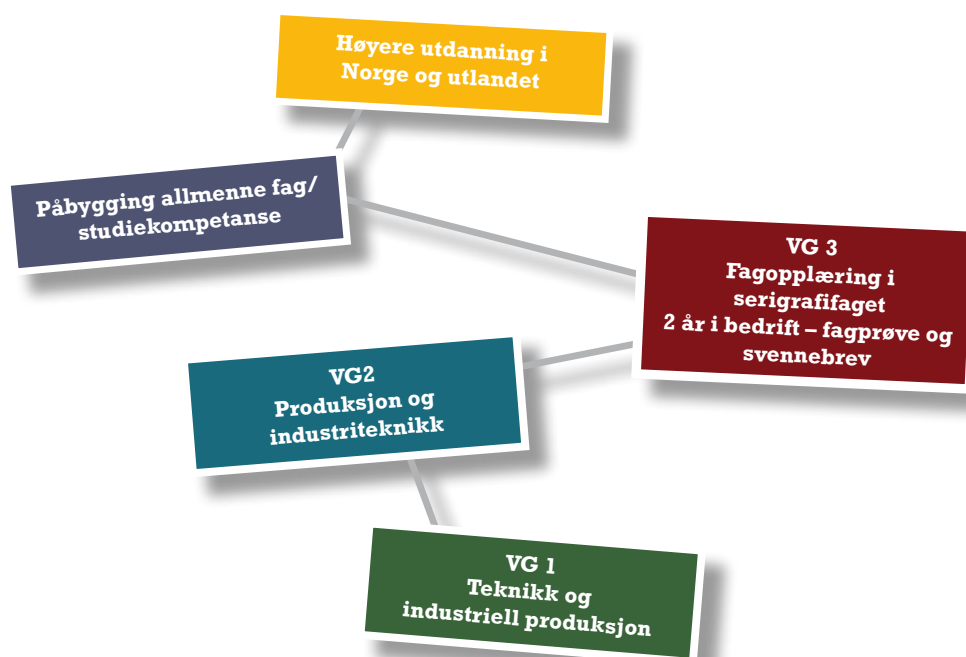 Høyere utdanning i
Norge og utlandet
Påbygging allmenne fag/
studiekompetanse
VG 3
Fagopplæring i
serigrafifaget
2 år i bedrift – fagprøve og
svennebrev
VG2
Produksjon og
industriteknikk
VG 1
Teknikk og
industriell produksjon